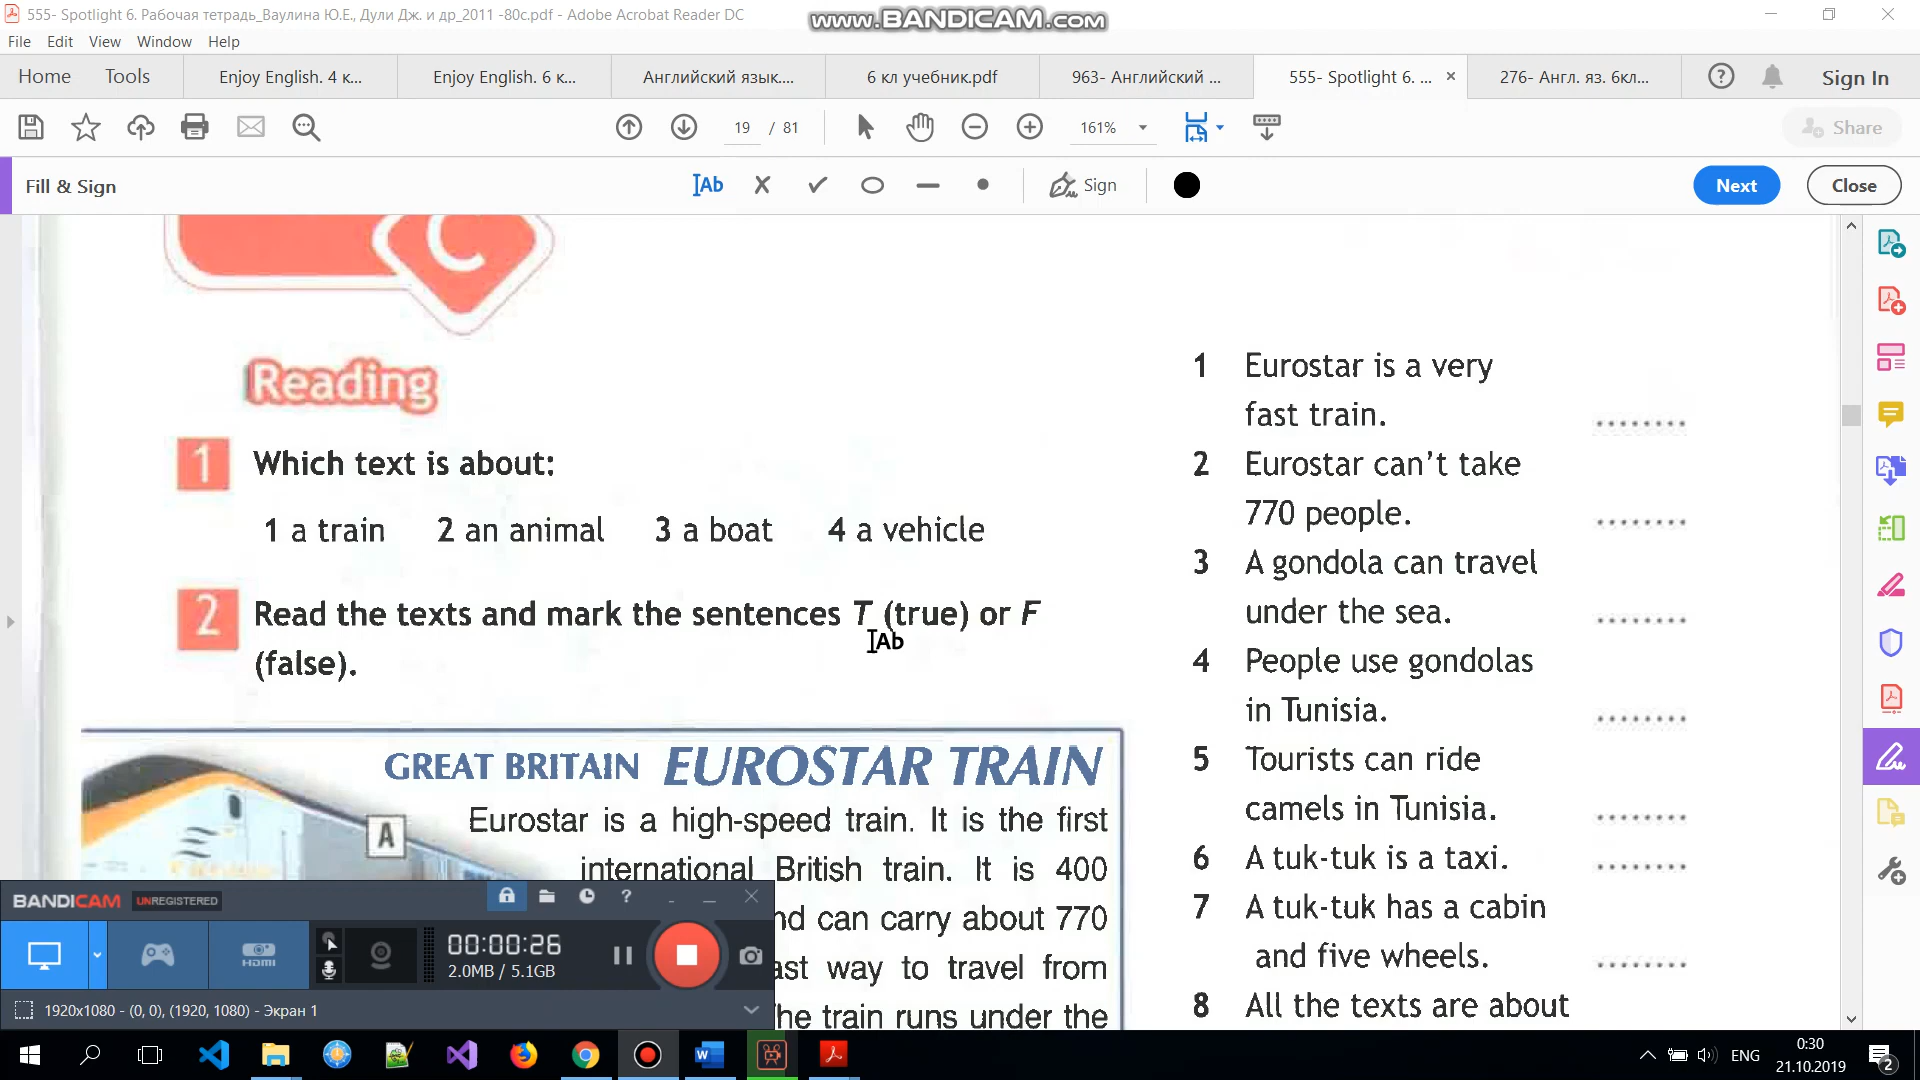 555- Spotlight 6. Рабочая тетрадь_Ваулина Ю.Е., Дули Дж. и др_2011 -80с.pdf - Adobe Acrobat Reader DC
www.BANDICAM.com
File Edit View Window Help
Home Tools Enjoy English. 4 к... Enjoy English. 6 к... Английский язык.... 6 кл учебник.pdf 963- Английский ... 555- Spotlight 6. ... 276- Англ. яз. 6кл... Sign In
19 / 81 161% Share
Fill & Sign Ab Sign Next Close
C
Reading
1 Which text is about:
1 a train 2 an animal 3 a boat 4 a vehicle
2 Read the texts and mark the sentences T (true) or F
(false).
Ab
GREAT BRITAIN EUROSTAR TRAIN
A
Eurostar is a high-speed train. It is the first
international British train. It is 400
nd can carry about 770
ast way to travel from
he train runs under the
1 Eurostar is a very
fast train. .........
2 Eurostar can't take
770 people. .........
3 A gondola can travel
under the sea. .........
4 People use gondolas
in Tunisia. .........
5 Tourists can ride
camels in Tunisia. .........
6 A tuk-tuk is a taxi. .........
7 A tuk-tuk has a cabin
and five wheels. .........
8 All the texts are about
BANDICAM UNREGISTERED
HDMI
00:00:26
2.0MB / 5.1GB
1920x1080 - (0, 0), (1920, 1080) - Экран 1
ENG
0:30
21.10.2019
2